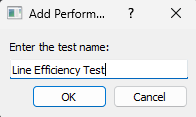 Add Perform...
Enter the test name:
Line Efficiency Test
OK
Cancel